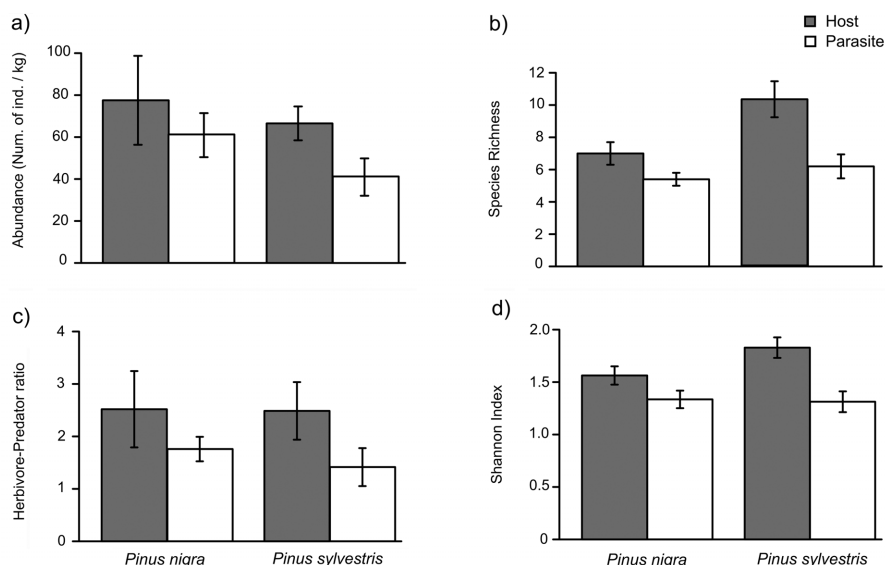 a)
Abundance (Num. of ind. / kg)
100
80
60
40
20
0
b)
Host
Parasite
Species Richness
12
10
8
6
4
2
0
c)
Herbivore-Predator ratio
4
3
2
1
0
Pinus nigra
Pinus sylvestris
d)
Shannon Index
2.0
1.5
1.0
0.5
0
Pinus nigra
Pinus sylvestris